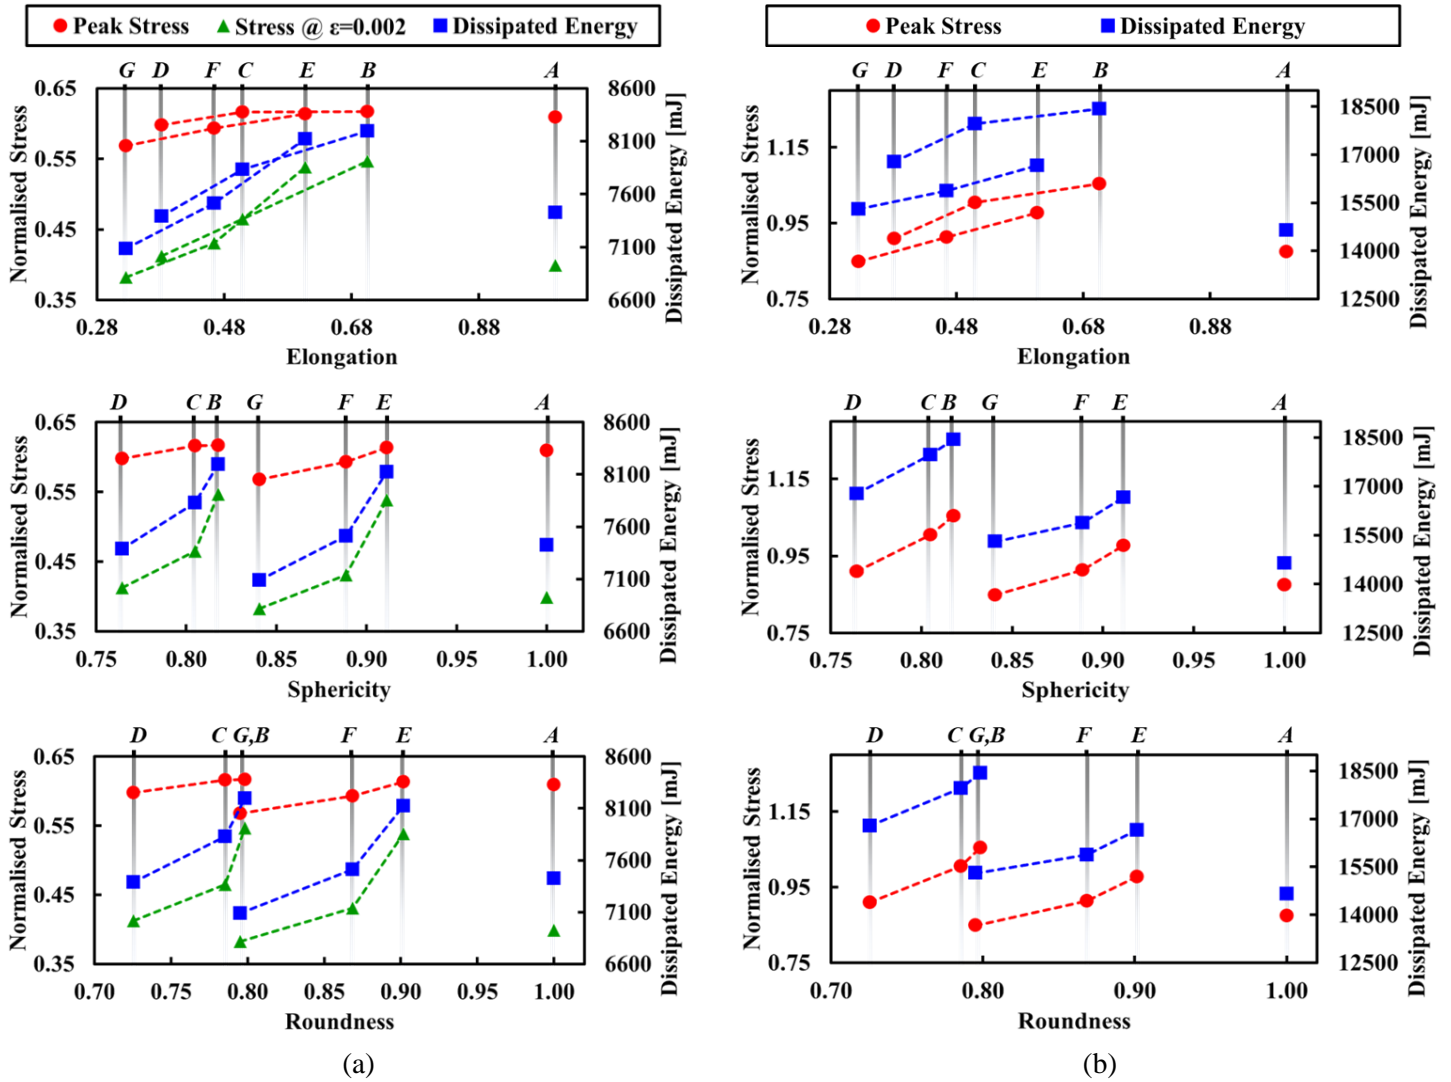 Peak Stress Stress @ ε=0.002 Dissipated Energy
G D F C E B A
0.65 8600
0.55 8100
7600
0.45 7100
0.35 6600
0.28 0.48 0.68 0.88
Elongation
Normalised Stress
Dissipated Energy [mJ]
D C B G F E A
0.65 8600
0.55 8100
7600
0.45 7100
0.35 6600
0.75 0.80 0.85 0.90 0.95 1.00
Sphericity
Normalised Stress
Dissipated Energy [mJ]
D C G,B F E A
0.65 8600
0.55 8100
7600
0.45 7100
0.35 6600
0.70 0.75 0.80 0.85 0.90 0.95 1.00
Roundness
Normalised Stress
Dissipated Energy [mJ]
(a)
Peak Stress Dissipated Energy
G D F C E B A
18500
1.15 17000
15500
0.95 14000
0.75 12500
0.28 0.48 0.68 0.88
Elongation
Normalised Stress
Dissipated Energy [mJ]
D C B G F E A
18500
1.15 17000
15500
0.95 14000
0.75 12500
0.75 0.80 0.85 0.90 0.95 1.00
Sphericity
Normalised Stress
Dissipated Energy [mJ]
D C G,B F E A
18500
1.15 17000
15500
0.95 14000
0.75 12500
0.70 0.80 0.90 1.00
Roundness
Normalised Stress
Dissipated Energy [mJ]
(b)